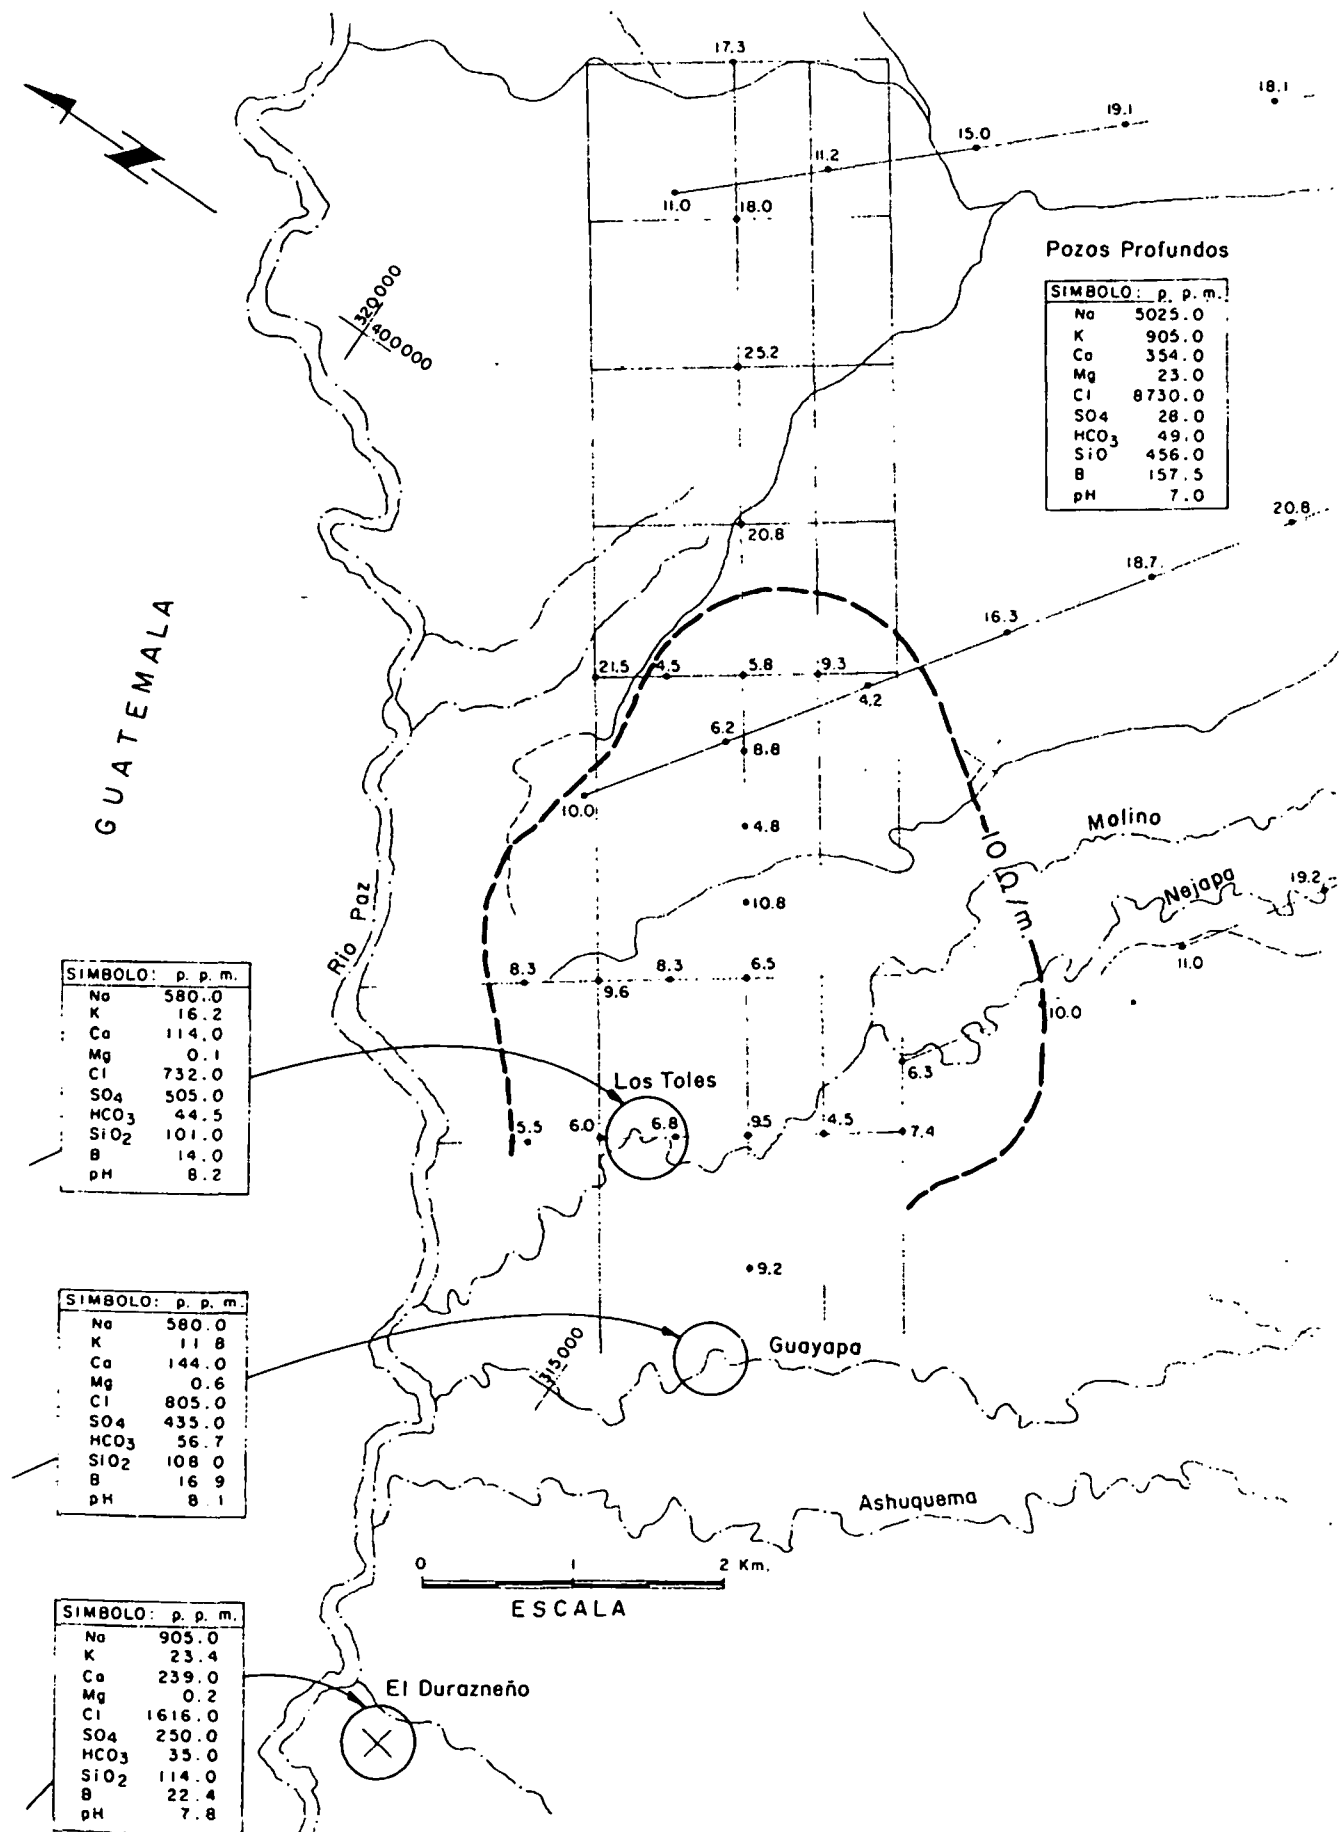 17.3
18.1
19.1
15.0
11.2
11.0
18.0
Pozos Profundos
SIMBOLO: p. p. m.
Na 5025.0
K 905.0
Ca 354.0
Mg 23.0
Cl 8730.0
SO4 28.0
HCO3 49.0
SiO 456.0
B 157.5
pH 7.0
320000
400000
25.2
20.8
20.8
18.7
16.3
GUATEMALA
21.5
4.5
5.8
9.3
4.2
6.2
8.8
10.0
4.8
10 Ω/m.
Molino
Nejapa
19.2
10.8
Rio Paz
11.0
8.3
9.6
8.3
6.5
10.0
SIMBOLO: p. p. m.
Na 580.0
K 16.2
Ca 114.0
Mg 0.1
Cl 732.0
SO4 505.0
HCO3 44.5
SiO2 101.0
B 14.0
pH 8.2
6.3
Los Toles
5.5
6.0
6.8
9.5
4.5
7.4
9.2
SIMBOLO: p. p. m.
Na 580.0
K 11 8
Ca 144.0
Mg 0.6
Cl 805.0
SO4 435.0
HCO3 56.7
SiO2 108 0
B 16 9
pH 8.1
315000
Guayapa
Ashuquema
0 1 2 Km.
ESCALA
SIMBOLO: p. p. m.
Na 905.0
K 23.4
Ca 239.0
Mg 0.2
Cl 1616.0
SO4 250.0
HCO3 35.0
SiO2 114.0
B 22.4
pH 7.8
El Durazneño